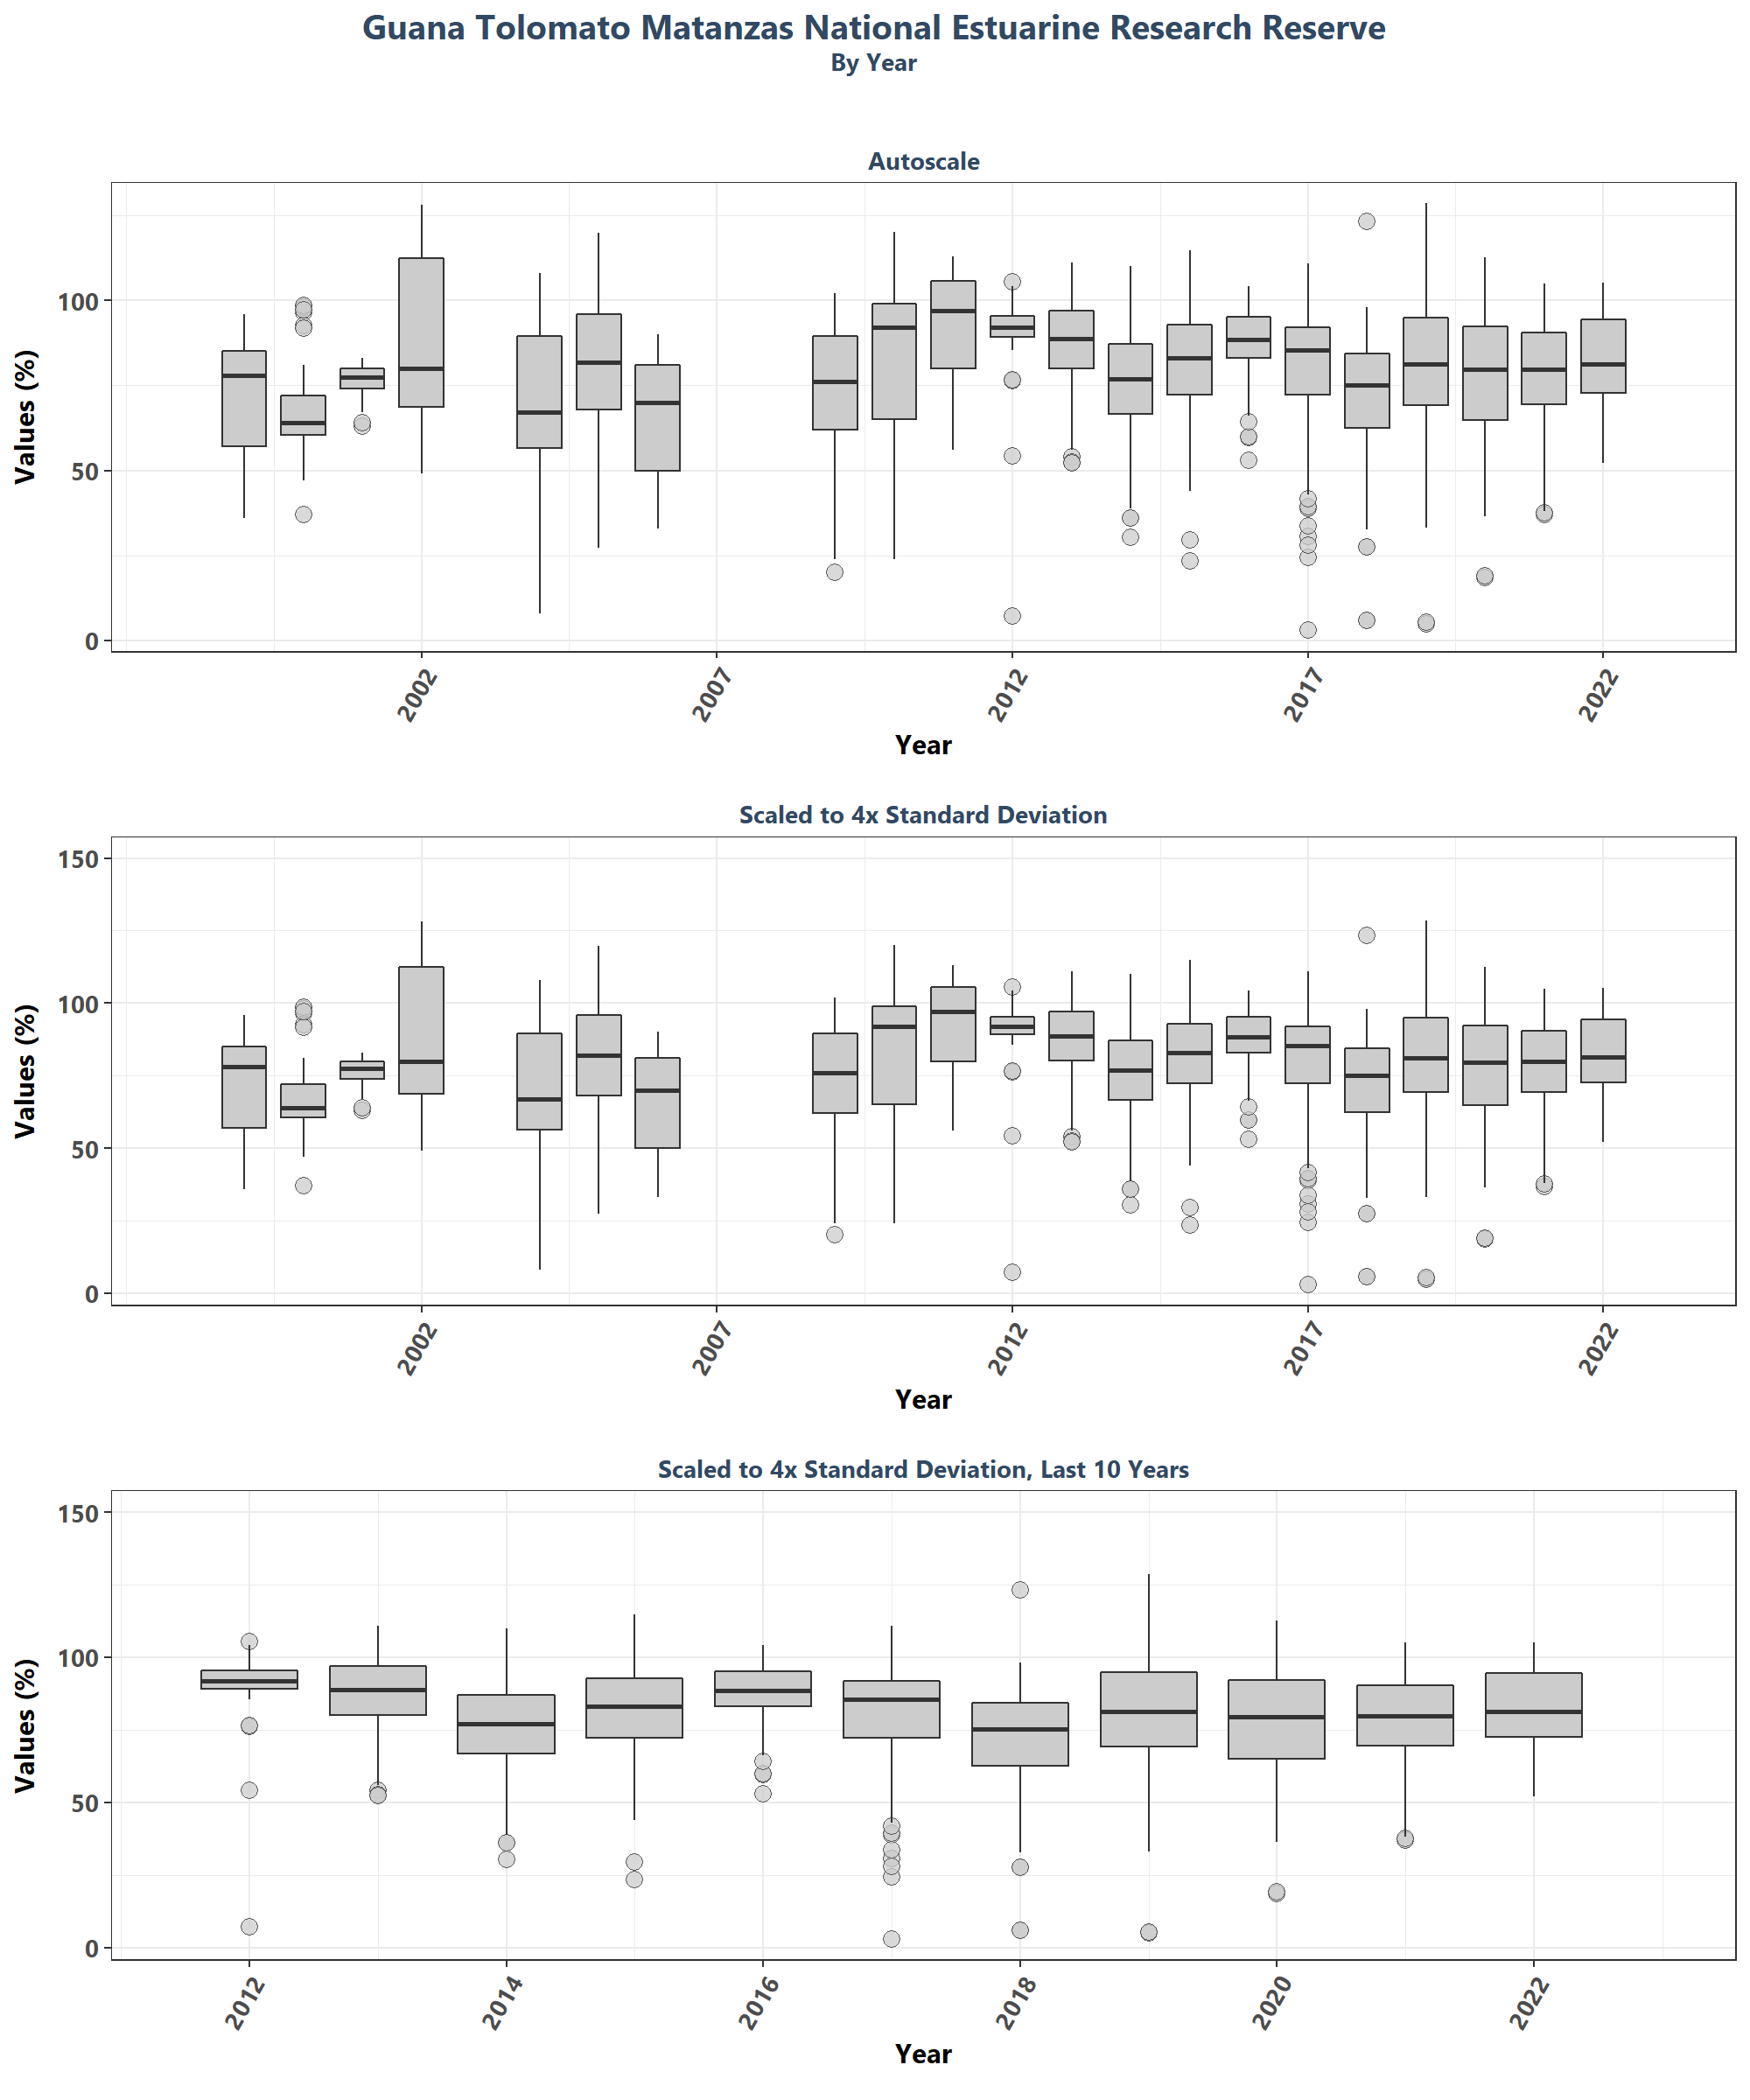 Guana Tolomato Matanzas National Estuarine Research Reserve
By Year
Autoscale
Values (%)
100
50
0
2002 2007 2012 2017 2022
Year
Scaled to 4x Standard Deviation
Values (%)
150
100
50
0
2002 2007 2012 2017 2022
Year
Scaled to 4x Standard Deviation, Last 10 Years
Values (%)
150
100
50
0
2012 2014 2016 2018 2020 2022
Year